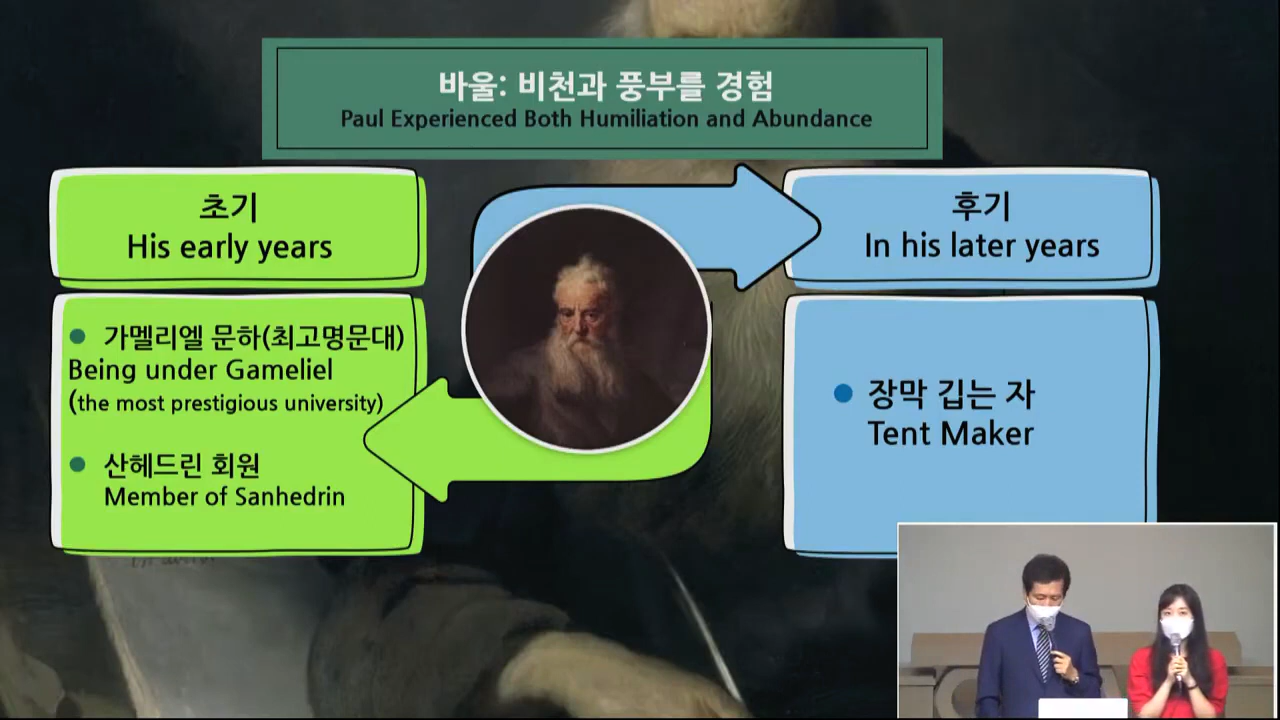 바울: 비천과 풍부를 경험
Paul Experienced Both Humiliation and Abundance
초기
His early years
● 가멜리엘 문하(최고명문대)
Being under Gameliel
(the most prestigious university)
● 산헤드린 회원
Member of Sanhedrin
후기
In his later years
● 장막 깁는 자
Tent Maker